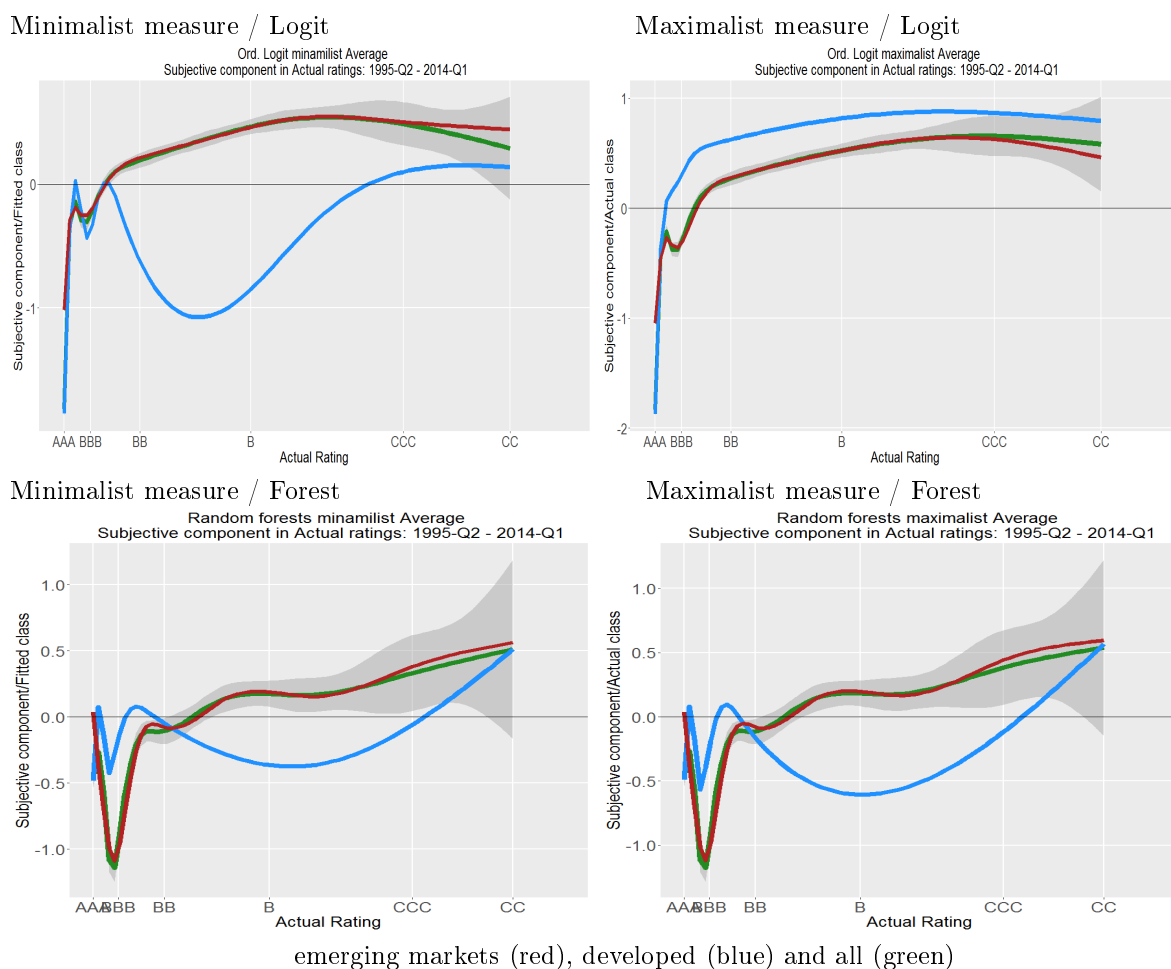 Minimalist measure / Logit
Ord. Logit minamilist Average
Subjective component in Actual ratings: 1995-Q2 - 2014-Q1
Subjective component/Fitted class
0
-1
AAA BBB BB B CCC CC
Actual Rating
Maximalist measure / Logit
Ord. Logit maximalist Average
Subjective component in Actual ratings: 1995-Q2 - 2014-Q1
Subjective component/Actual class
1
0
-1
-2
AAA BBB BB B CCC CC
Actual Rating
Minimalist measure / Forest
Random forests minamilist Average
Subjective component in Actual ratings: 1995-Q2 - 2014-Q1
Subjective component/Fitted class
1.0
0.5
0.0
-0.5
-1.0
AAA BBB BB B CCC CC
Actual Rating
Maximalist measure / Forest
Random forests maximalist Average
Subjective component in Actual ratings: 1995-Q2 - 2014-Q1
Subjective component/Actual class
1.0
0.5
0.0
-0.5
-1.0
AAA BBB BB B CCC CC
Actual Rating
emerging markets (red), developed (blue) and all (green)